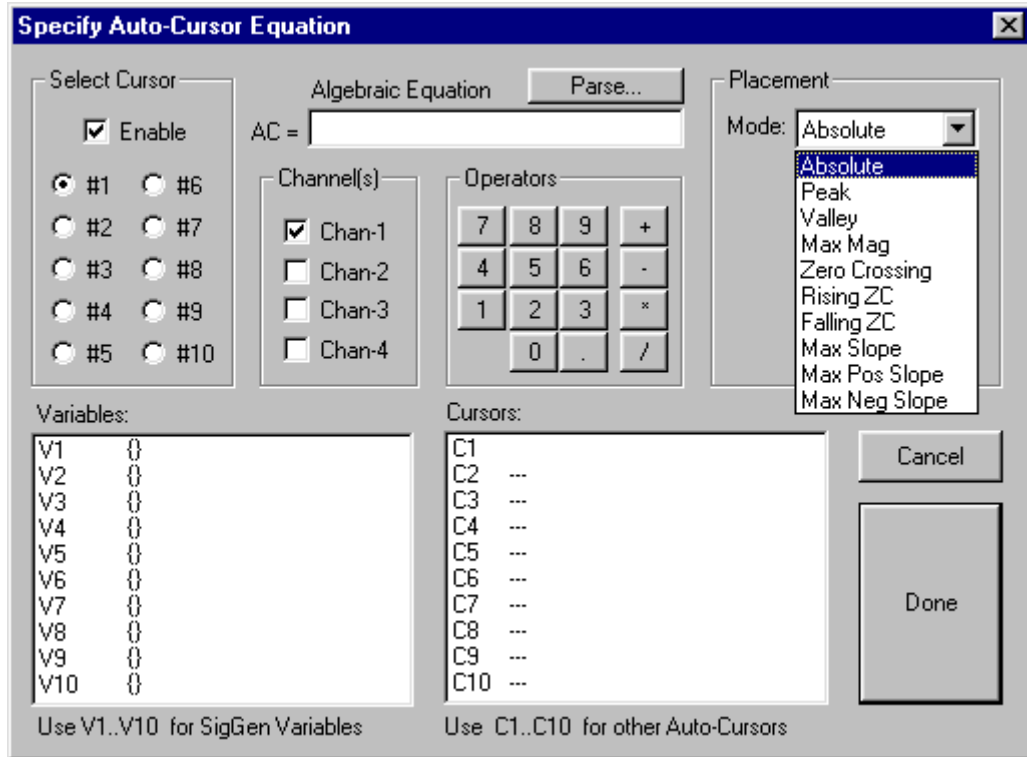 Specify Auto-Cursor Equation
Select Cursor
Enable
#1 #6
#2 #7
#3 #8
#4 #9
#5 #10
Algebraic Equation
Parse...
AC =
Channel(s)
Chan-1
Chan-2
Chan-3
Chan-4
Operators
7 8 9 +
4 5 6 -
1 2 3 *
0 . /
Placement
Mode: Absolute
Absolute
Peak
Valley
Max Mag
Zero Crossing
Rising ZC
Falling ZC
Max Slope
Max Pos Slope
Max Neg Slope
Variables:
V1 {}
V2 {}
V3 {}
V4 {}
V5 {}
V6 {}
V7 {}
V8 {}
V9 {}
V10 {}
Use V1..V10 for SigGen Variables
Cursors:
C1
C2 ---
C3 ---
C4 ---
C5 ---
C6 ---
C7 ---
C8 ---
C9 ---
C10 ---
Use C1..C10 for other Auto-Cursors
Cancel
Done